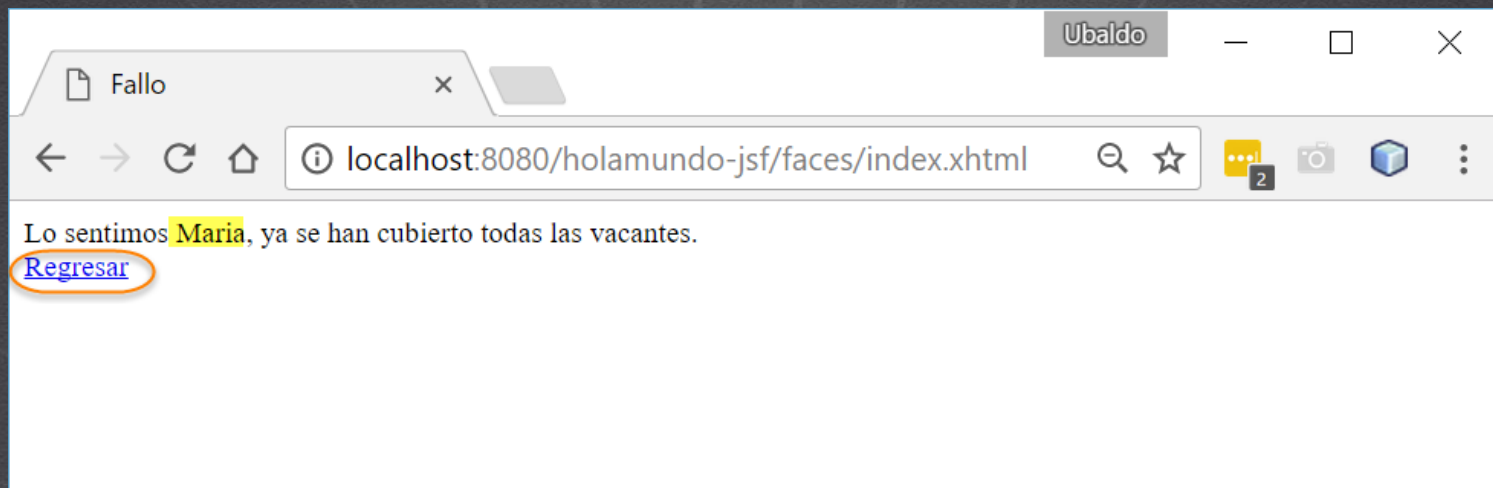 Ubaldo
Fallo
localhost:8080/holamundo-jsf/faces/index.xhtml
2
Lo sentimos Maria, ya se han cubierto todas las vacantes.
Regresar